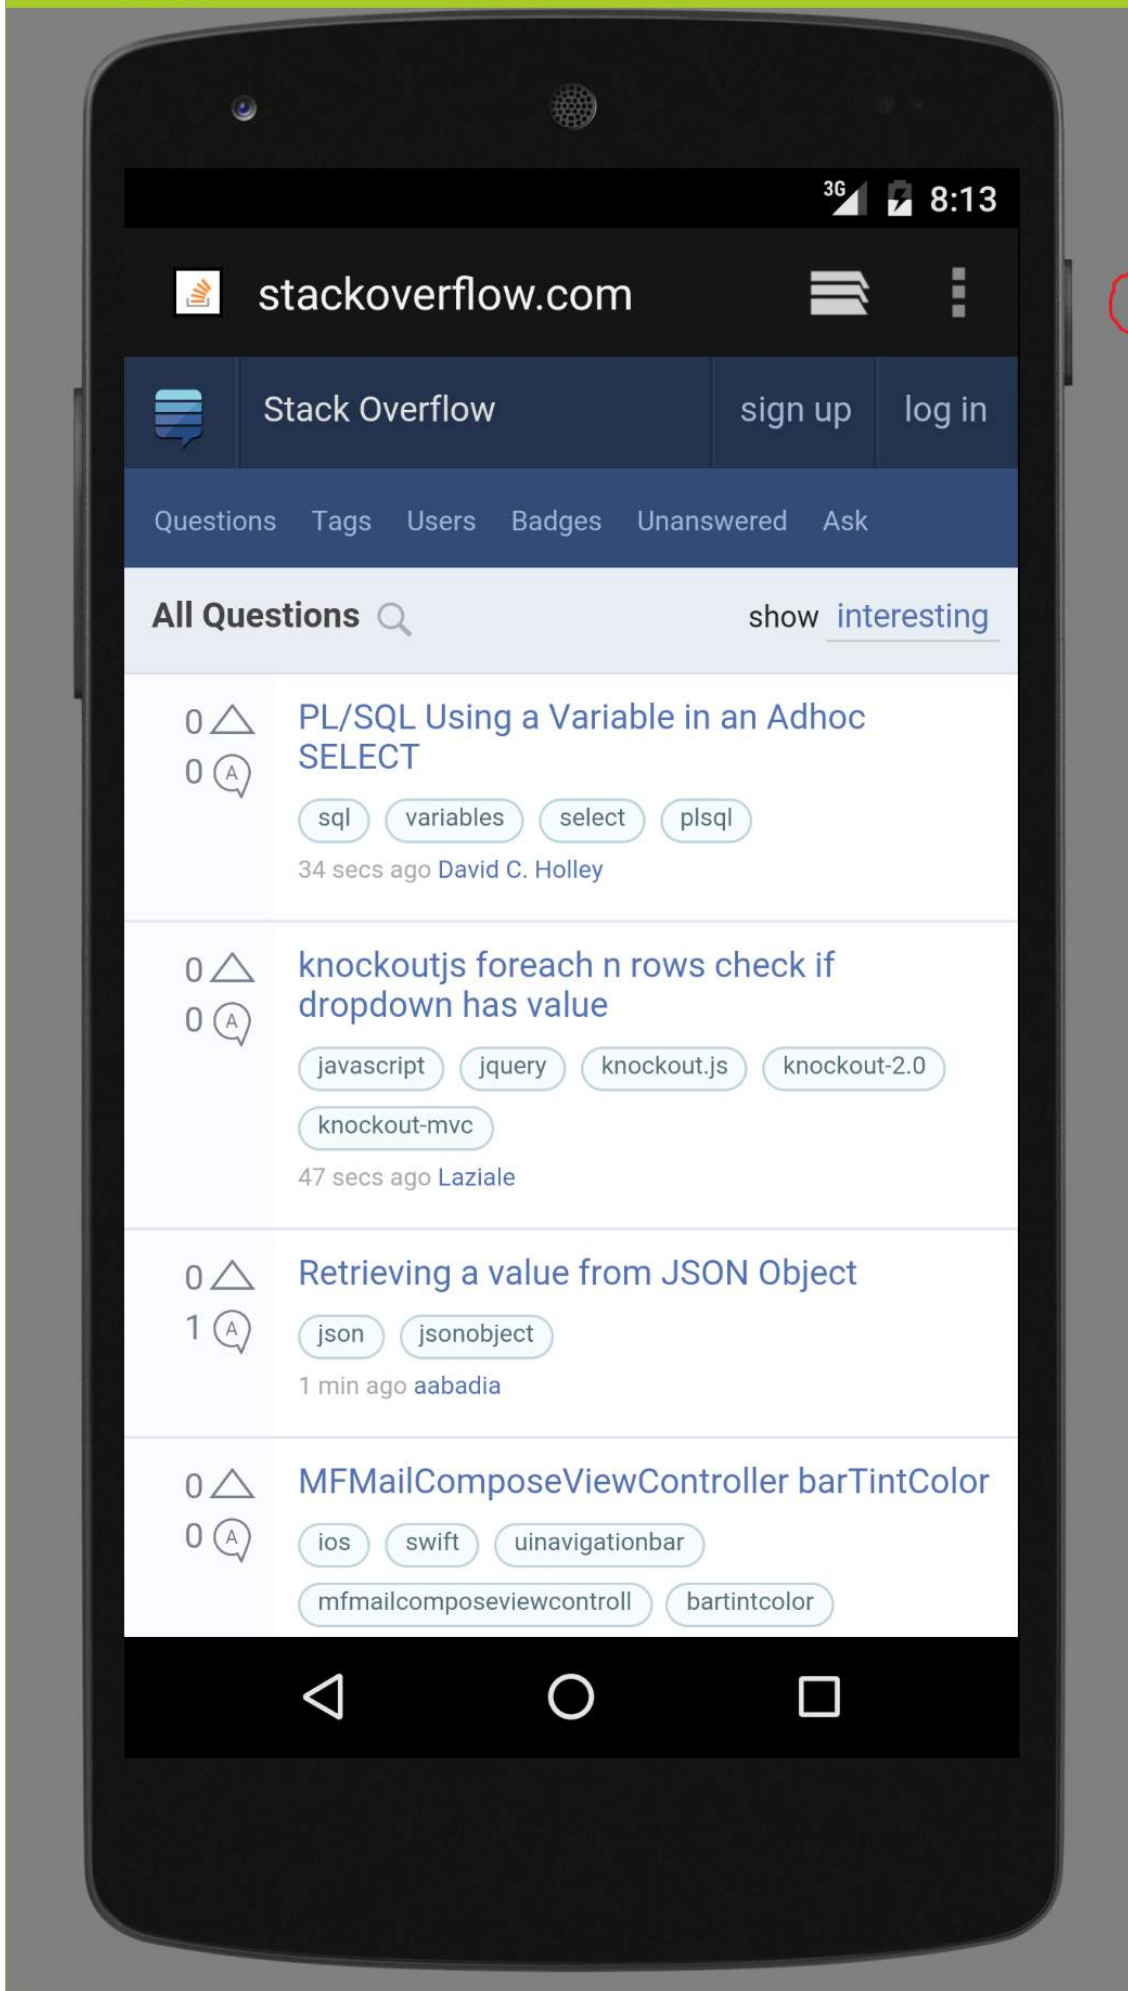 3G 8:13
stackoverflow.com
Stack Overflow sign up log in
Questions Tags Users Badges Unanswered Ask
All Questions show interesting
0 PL/SQL Using a Variable in an Adhoc
SELECT
0 A
sql variables select plsql
34 secs ago David C. Holley
0 knockoutjs foreach n rows check if
dropdown has value
0 A
javascript jquery knockout.js knockout-2.0
knockout-mvc
47 secs ago Laziale
0 Retrieving a value from JSON Object
1 A json jsonobject
1 min ago aabadia
0 MFMailComposeViewController barTintColor
0 A ios swift uinavigationbar
mfmailcomposeviewcontroll bartintcolor